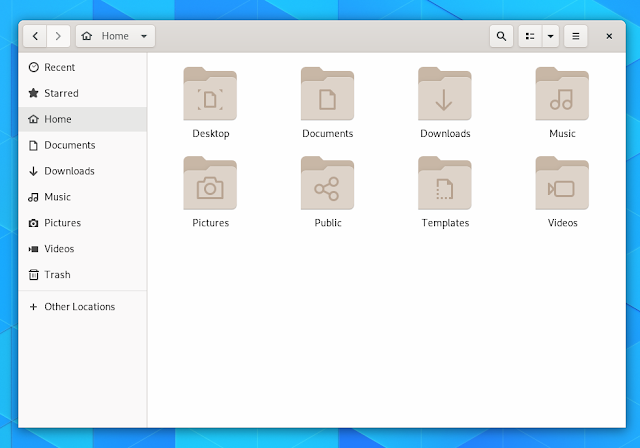 Home
Recent
Starred
Home
Documents
Downloads
Music
Pictures
Videos
Trash
Other Locations
Desktop
Documents
Downloads
Music
Pictures
Public
Templates
Videos